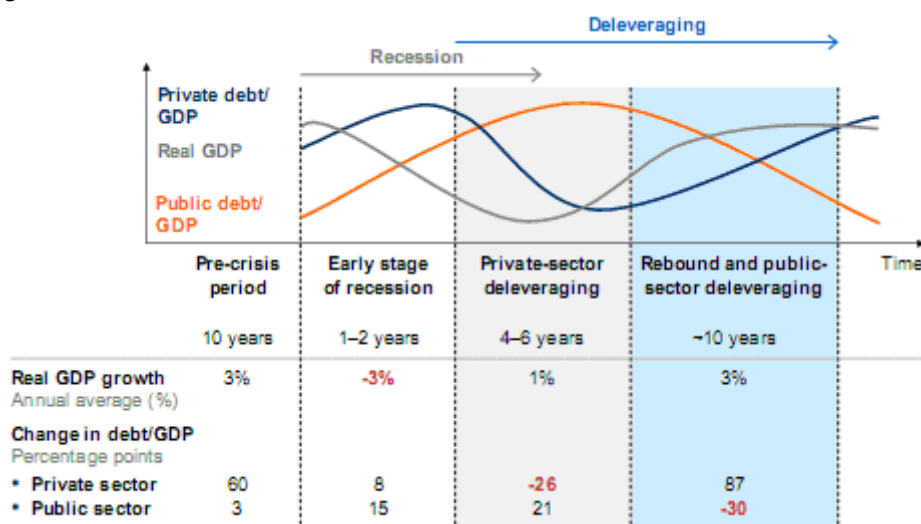 Deleveraging
Recession
Private debt/
GDP
Real GDP
Public debt/
GDP
Time
Pre-crisis
period
Early stage
of recession
Private-sector
deleveraging
Rebound and public-
sector deleveraging
10 years
1–2 years
4–6 years
~10 years
Real GDP growth 3% -3% 1% 3%
Annual average (%)
Change in debt/GDP
Percentage points
• Private sector 60 8 -26 87
• Public sector 3 15 21 -30